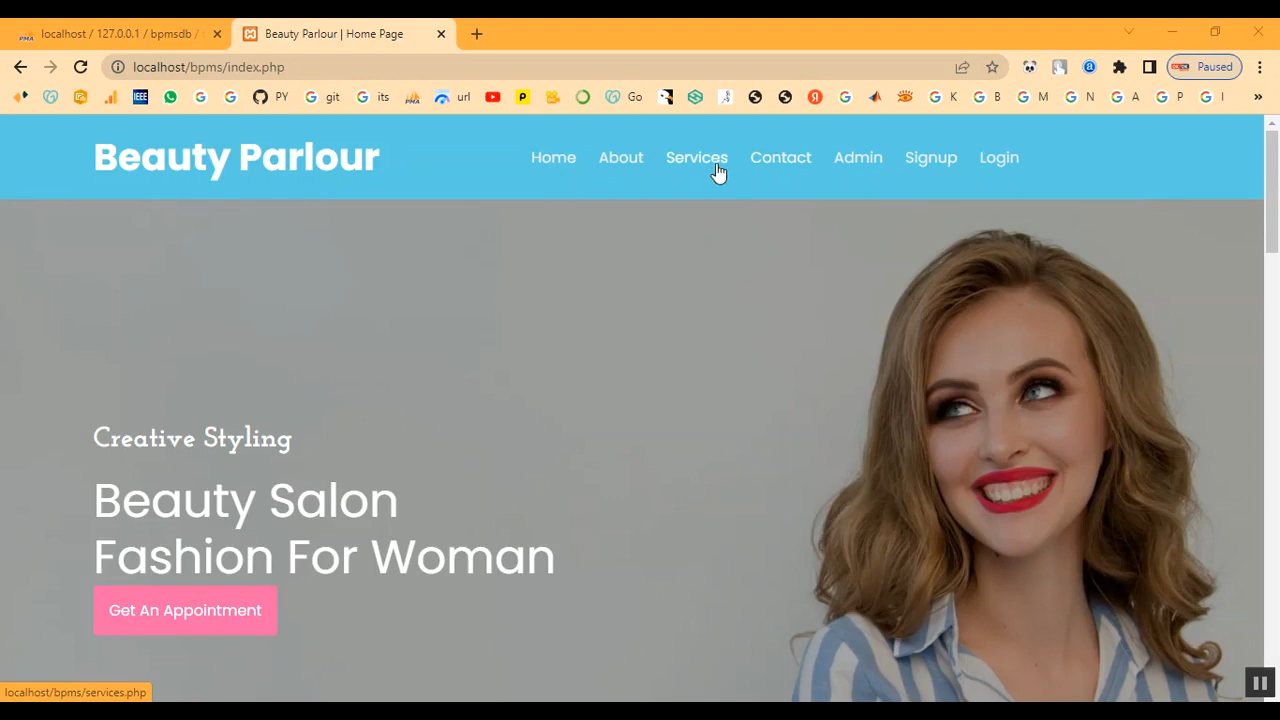 localhost / 127.0.0.1 / bpmsdb /
Beauty Parlour | Home Page
localhost/bpms/index.php
Paused
IEEE
PY
git
its
PMA
url
Go
K
B
M
N
A
P
I
»
Beauty Parlour
Home About Services Contact Admin Signup Login
Creative Styling
Beauty Salon
Fashion For Woman
Get An Appointment
localhost/bpms/services.php